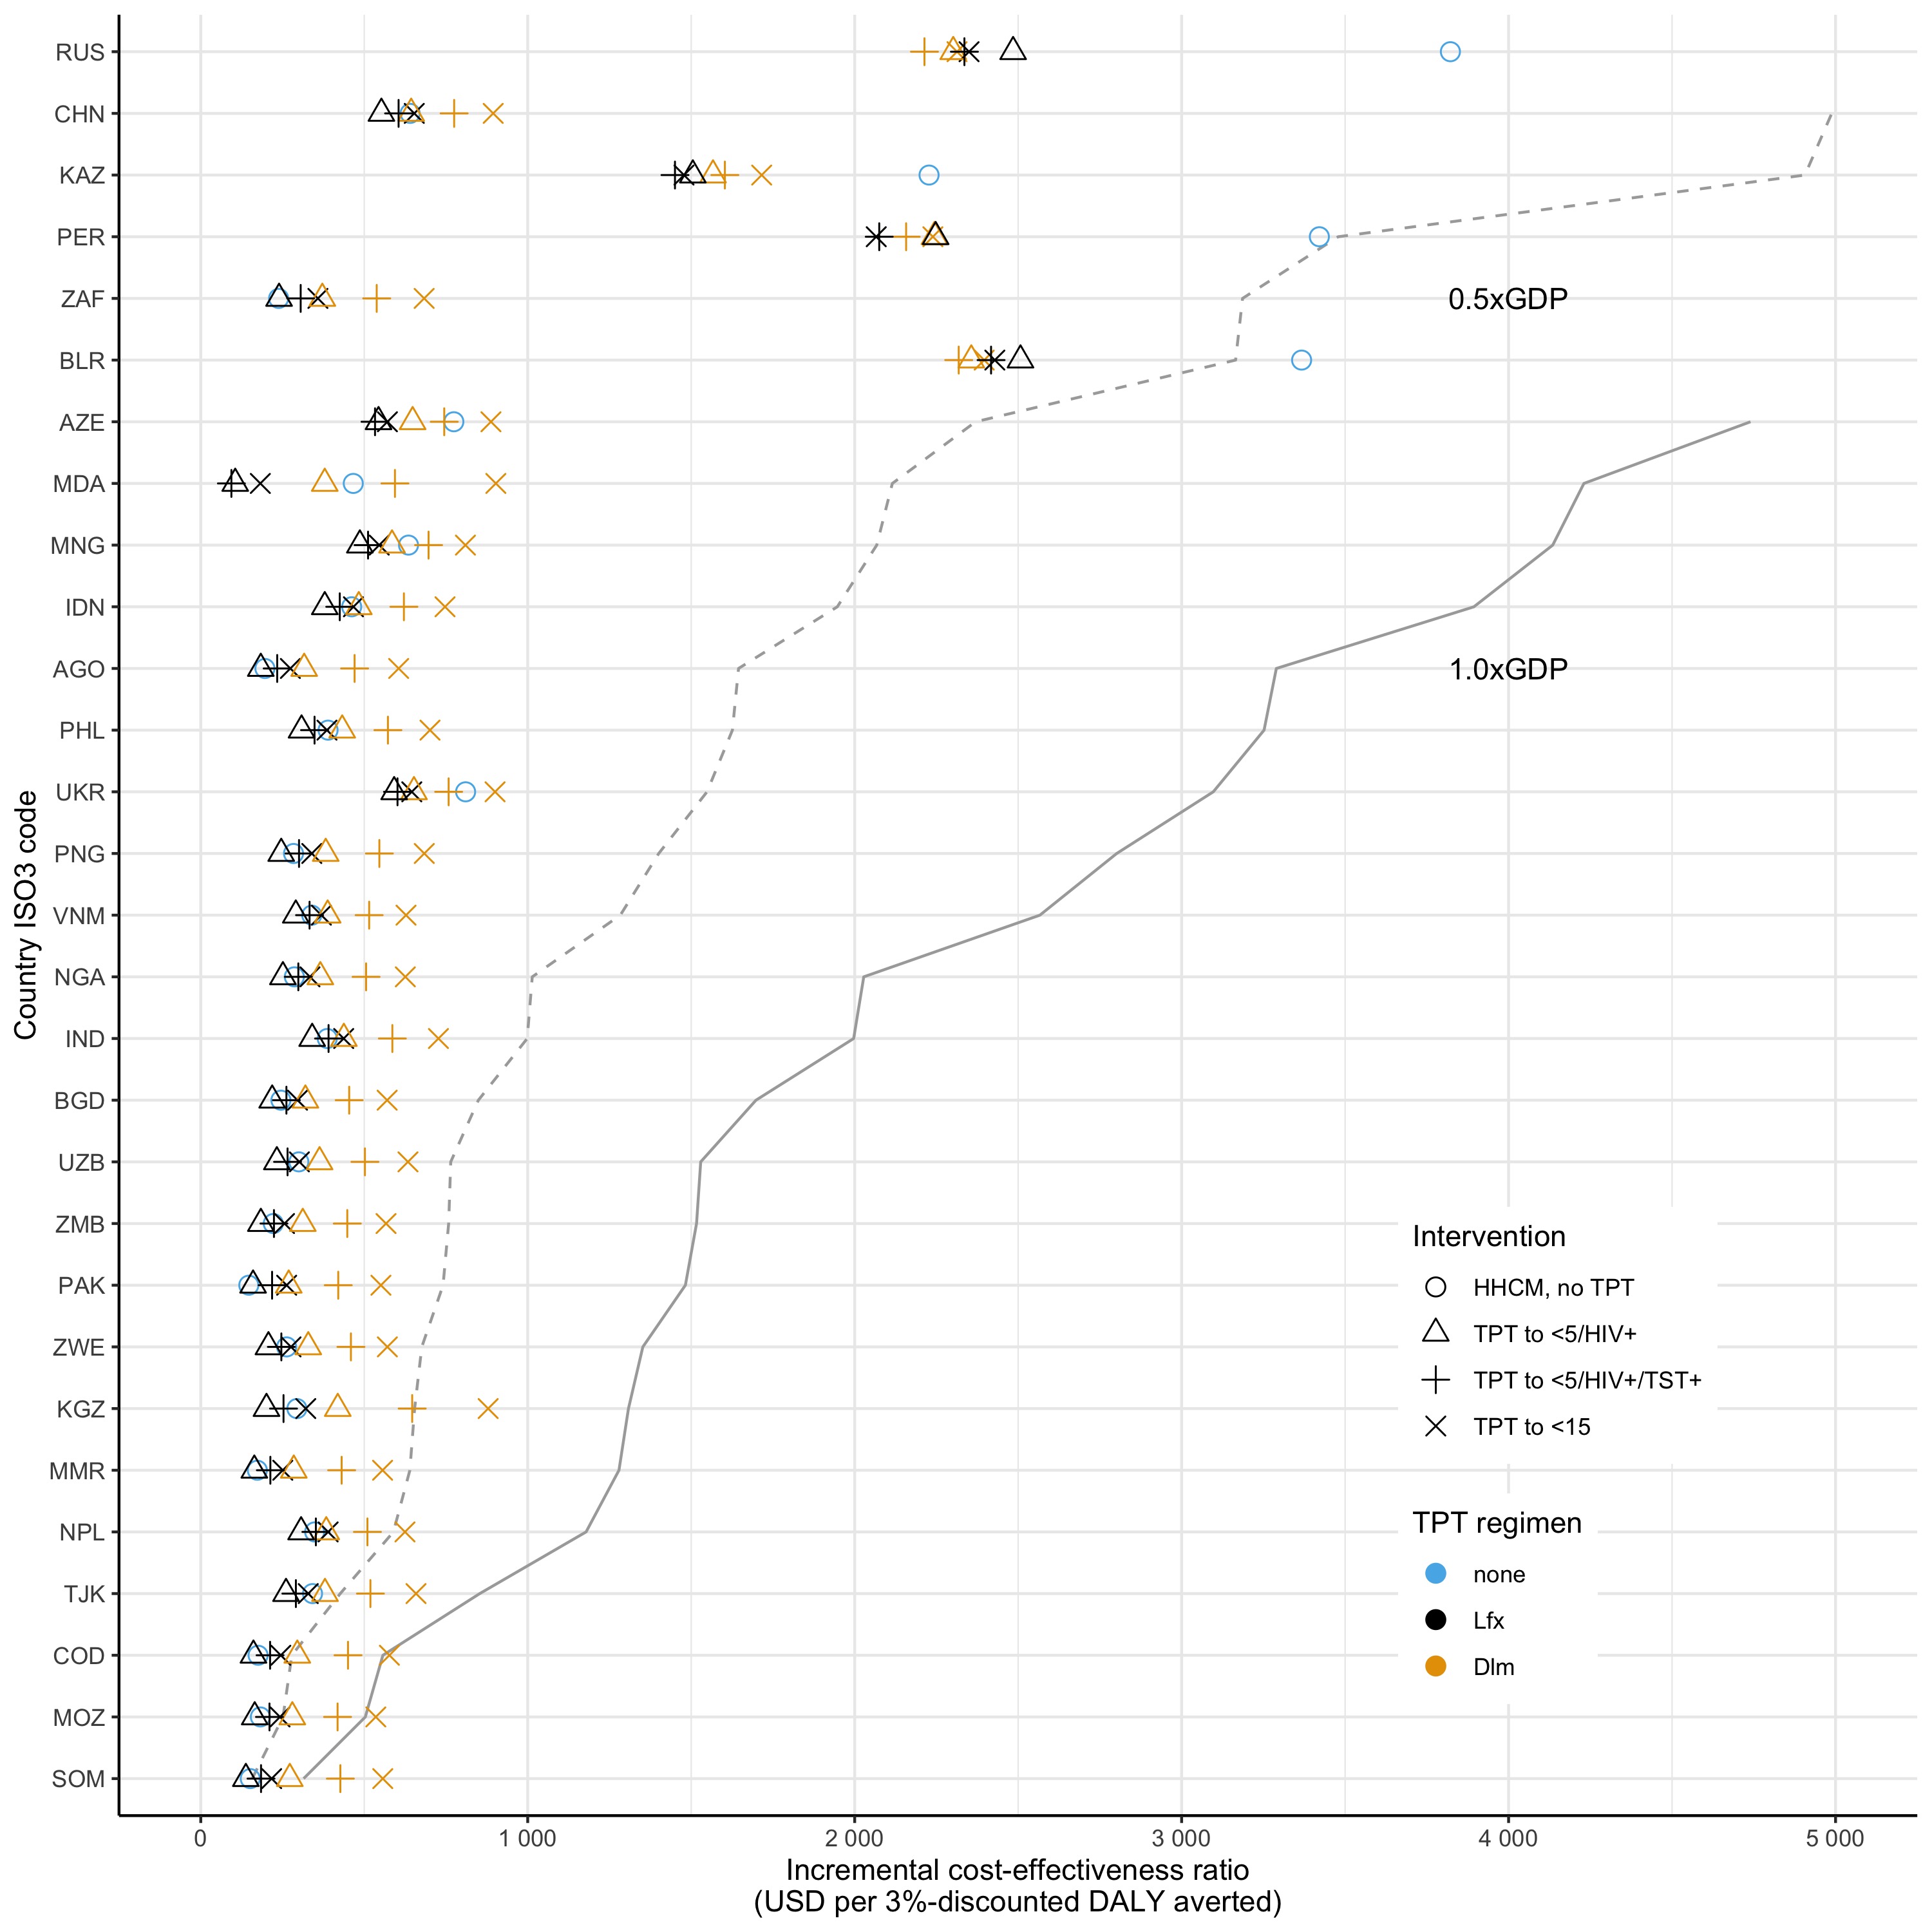 RUS
CHN
KAZ
PER
ZAF
0.5xGDP
BLR
AZE
MDA
MNG
IDN
AGO
1.0xGDP
PHL
UKR
PNG
VNM
NGA
IND
BGD
UZB
ZMB
PAK
ZWE
KGZ
MMR
NPL
TJK
COD
MOZ
SOM
Country ISO3 code
Intervention
HHCM, no TPT
TPT to <5/HIV+
TPT to <5/HIV+/TST+
TPT to <15
TPT regimen
none
Lfx
Dlm
0 1 000 2 000 3 000 4 000 5 000
Incremental cost-effectiveness ratio
(USD per 3%-discounted DALY averted)